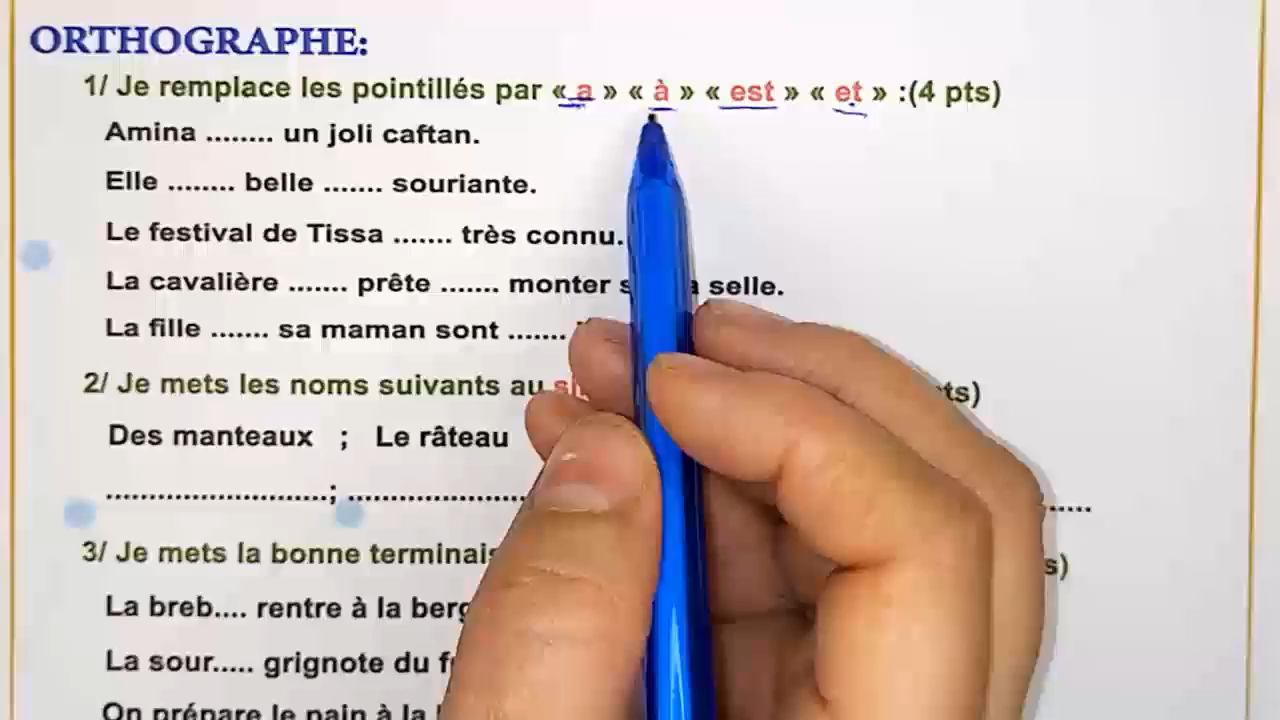 ORTHOGRAPHE:
1/ Je remplace les pointillés par « a » « à » « est » « et » :(4 pts)
Amina ........ un joli caftan.
Elle ........ belle ....... souriante.
Le festival de Tissa ....... très connu.
La cavalière ....... prête ....... monter selle.
La fille ....... sa maman sont .......
2/ Je mets les noms suivants au
Des manteaux ; Le râteau
...........................; .....................
3/ Je mets la bonne
La breb.... rentre à la
La sour..... grignote du
On prépare le pain à la